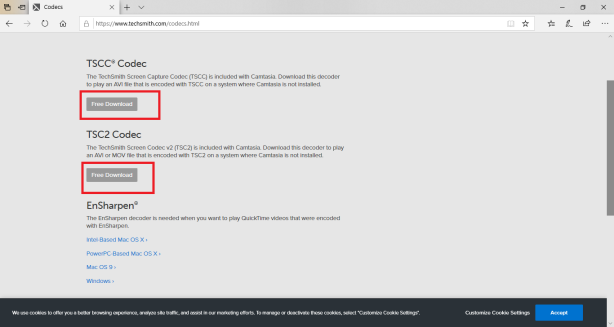 Codecs
https://www.techsmith.com/codecs.html
TSCC® Codec
The TechSmith Screen Capture Codec (TSCC) is included with Camtasia. Download this decoder
to play an AVI file that is encoded with TSCC on a system where Camtasia is not installed.
Free Download
TSC2 Codec
The TechSmith Screen Codec v2 (TSC2) is included with Camtasia. Download this decoder to play
an AVI or MOV file that is encoded with TSC2 on a system where Camtasia is not installed.
Free Download
EnSharpen®
The EnSharpen decoder is needed when you want to play QuickTime videos that were encoded
with EnSharpen.
Intel-Based Mac OS X ›
PowerPC-Based Mac OS X ›
Mac OS 9 ›
Windows ›
We use cookies to offer you a better browsing experience, analyze site traffic, and assist in our marketing efforts. To manage or deactivate these cookies, select "Customize Cookie Settings".
Customize Cookie Settings
Accept